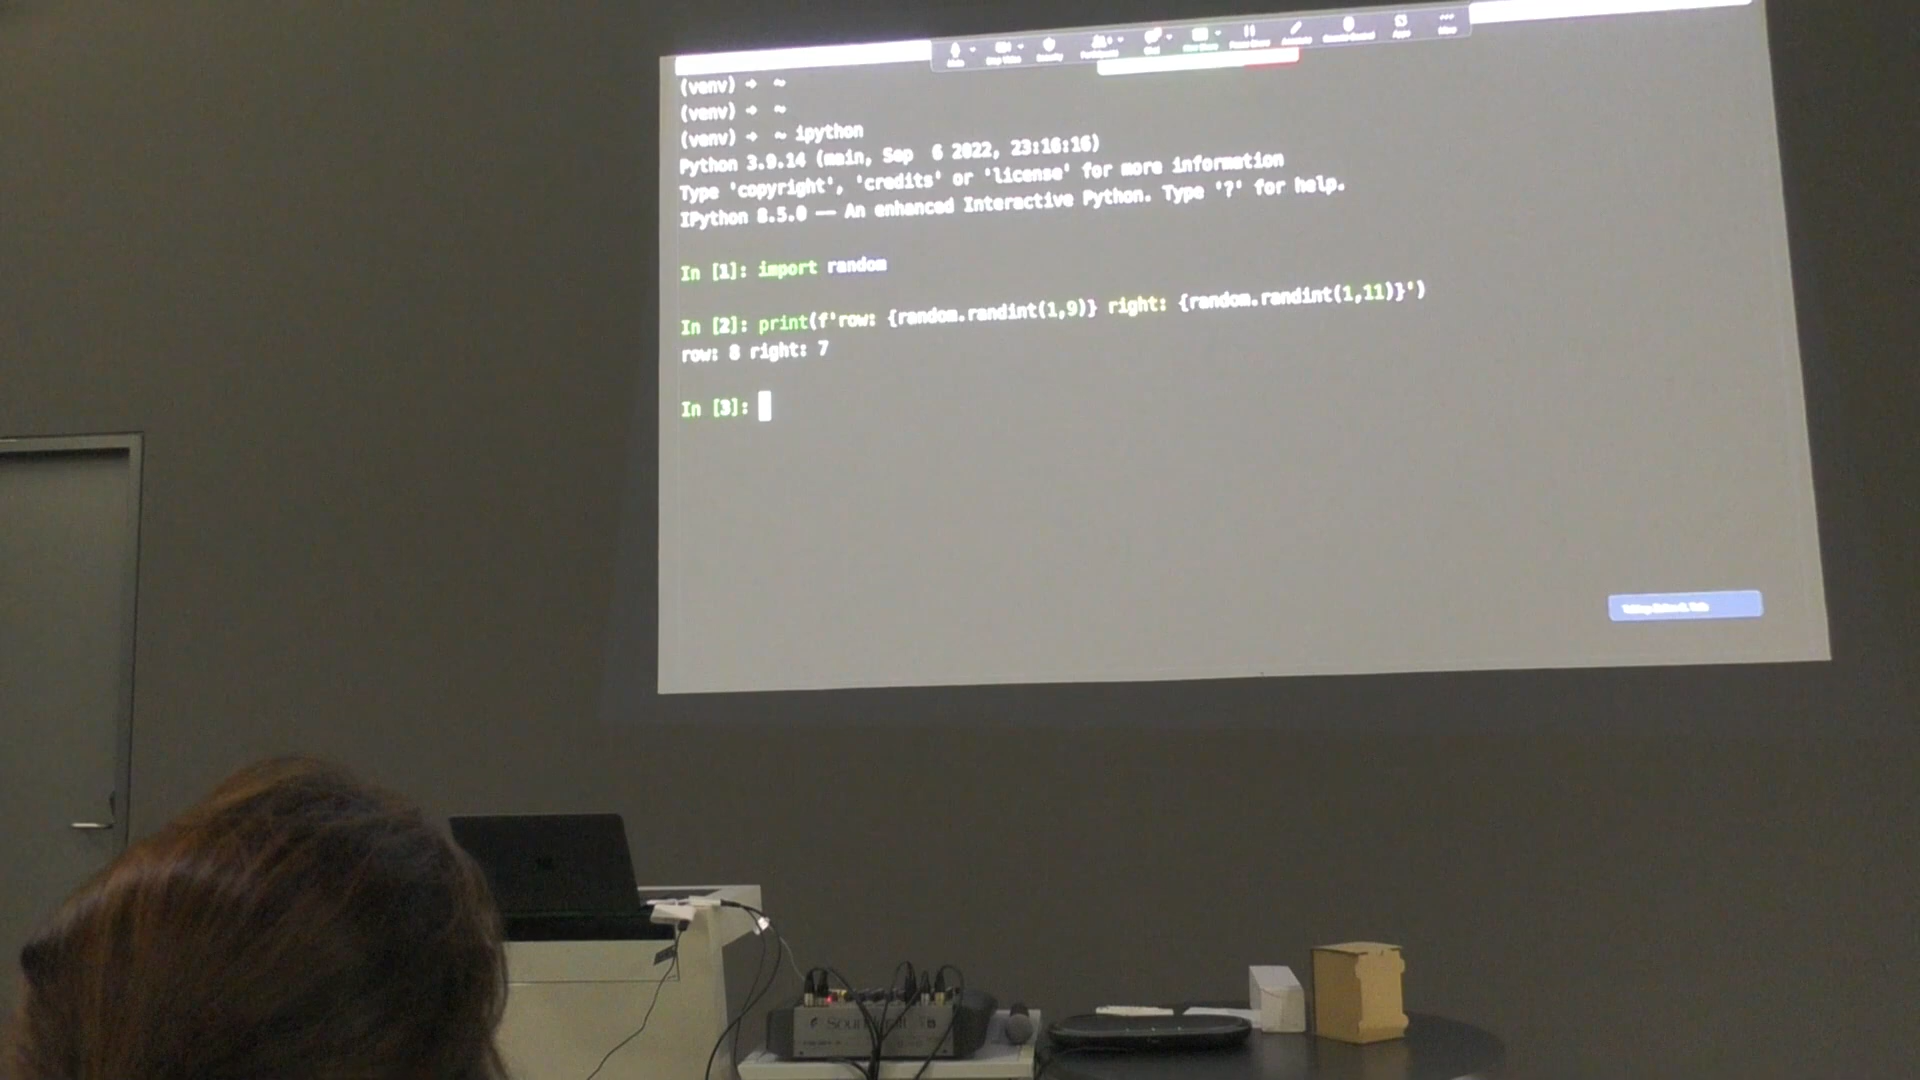 (venv) → ~
(venv) → ~
(venv) → ~ ipython
Python 3.9.14 (main, Sep  6 2022, 23:16:16)
Type 'copyright', 'credits' or 'license' for more information
IPython 8.5.0 -- An enhanced Interactive Python. Type '?' for help.
In [1]: import random
In [2]: print(f'row: {random.randint(1,9)} right: {random.randint(1,11)}')
row: 8 right: 7
In [3]: